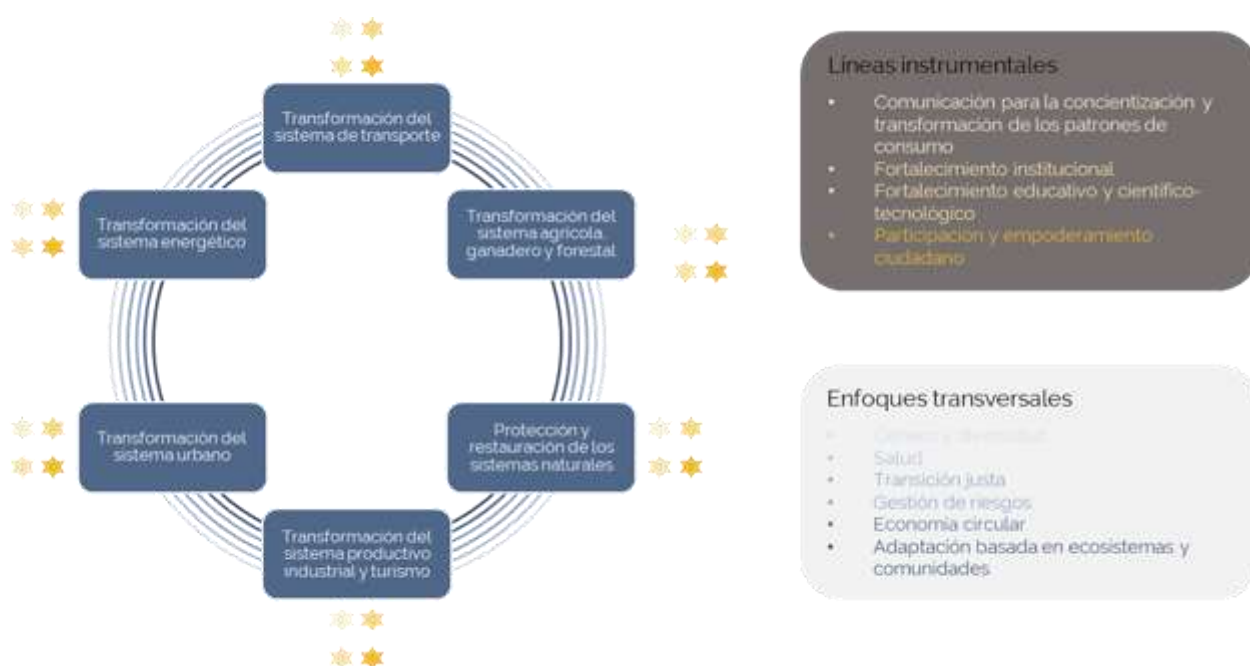 Transformación del
sistema de transporte
Transformación del
sistema energético
Transformación del
sistema agrícola,
ganadero y forestal
Transformación del
sistema urbano
Protección y
restauración de los
sistemas naturales
Transformación del
sistema productivo
industrial y turismo
Líneas instrumentales
• Comunicación para la concientización y
transformación de los patrones de
consumo
• Fortalecimiento institucional
• Fortalecimiento educativo y científico-
tecnológico
• Participación y empoderamiento
ciudadano
Enfoques transversales
• Género y diversidad
• Salud
• Transición justa
• Gestión de riesgos
• Economía circular
• Adaptación basada en ecosistemas y
comunidades